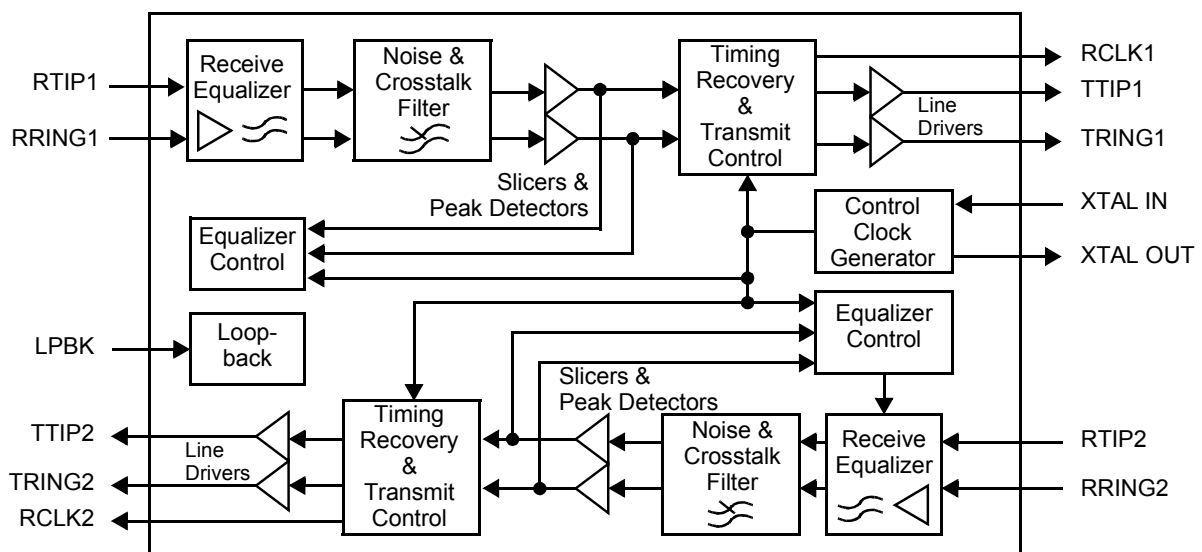 RTIP1
RRING1
Receive
Equalizer
Noise &
Crosstalk
Filter
Slicers &
Peak Detectors
Timing
Recovery
&
Transmit
Control
Line
Drivers
RCLK1
TTIP1
TRING1
Equalizer
Control
Control
Clock
Generator
XTAL IN
XTAL OUT
LPBK
Loop-
back
Equalizer
Control
Slicers &
Peak Detectors
TTIP2
TRING2
RCLK2
Line
Drivers
Timing
Recovery
&
Transmit
Control
Noise &
Crosstalk
Filter
Receive
Equalizer
RTIP2
RRING2